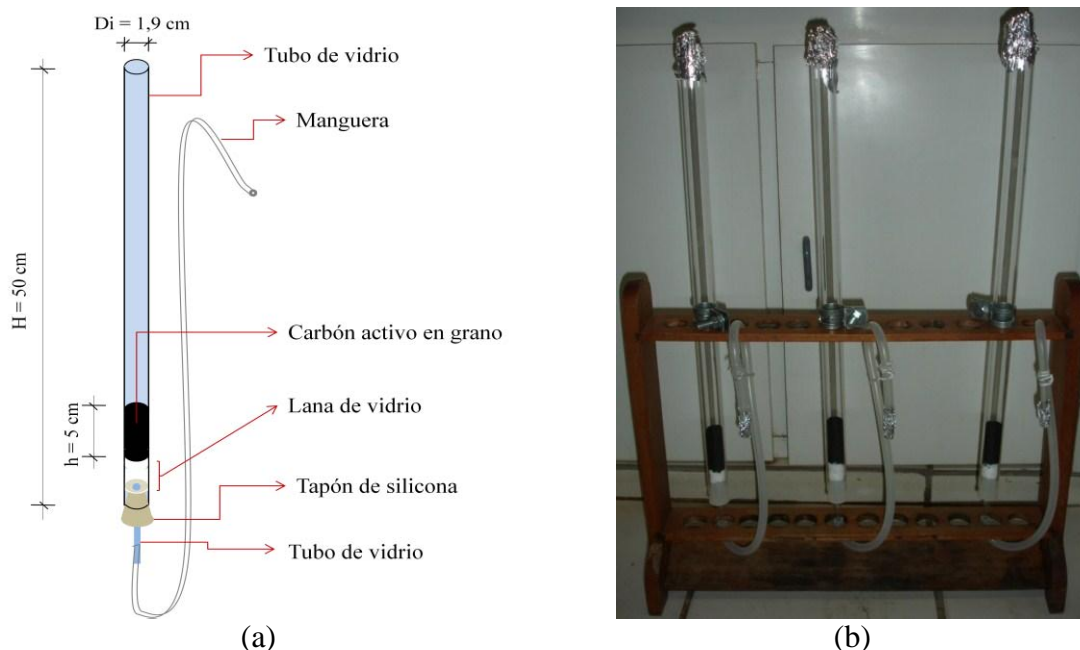 Di = 1,9 cm
Tubo de vidrio
Manguera
H = 50 cm
Carbón activo en grano
h = 5 cm
Lana de vidrio
Tapón de silicona
Tubo de vidrio
(a)
(b)